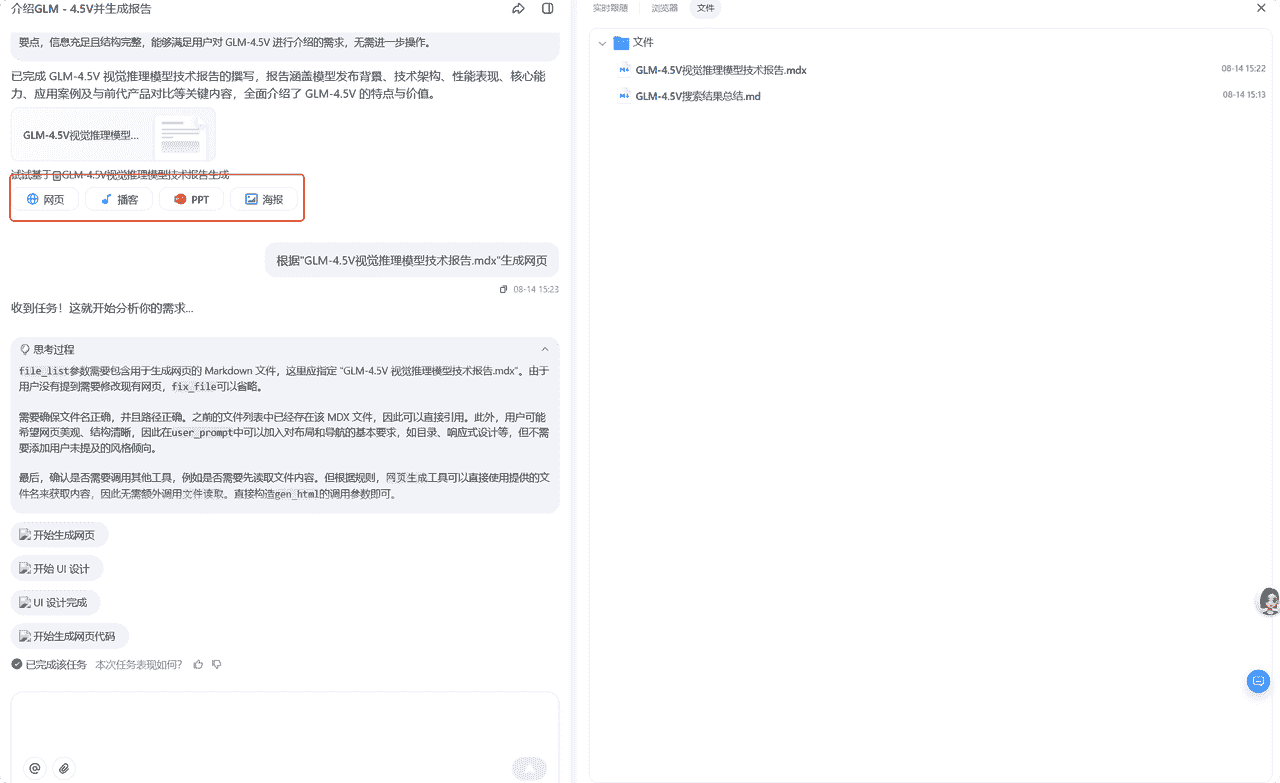 介绍GLM - 4.5V并生成报告
要点，信息充足且结构完整，能够满足用户对 GLM-4.5V 进行介绍的需求，无需进一步操作。
已完成 GLM-4.5V 视觉推理模型技术报告的撰写，报告涵盖模型发布背景、技术架构、性能表现、核心能
力、应用案例及与前代产品对比等关键内容，全面介绍了 GLM-4.5V 的特点与价值。
GLM-4.5V视觉推理模型...
试试基于GLM-4.5V视觉推理模型技术报告生成
网页
播客
PPT
海报
根据"GLM-4.5V视觉推理模型技术报告.mdx"生成网页
08-14 15:23
收到任务！这就开始分析你的需求...
思考过程
file_list参数需要包含用于生成网页的 Markdown 文件，这里应指定 “GLM-4.5V 视觉推理模型技术报告.mdx”。由于
用户没有提到需要修改现有网页，fix_file可以省略。
需要确保文件名正确，并且路径正确。之前的文件列表中已经存在该 MDX 文件，因此可以直接引用。此外，用户可能
希望网页美观、结构清晰，因此在user_prompt中可以加入对布局和导航的基本要求，如目录、响应式设计等，但不需
要添加用户未提及的风格倾向。
最后，确认是否需要调用其他工具，例如是否需要先读取文件内容。但根据规则，网页生成工具可以直接使用提供的文
件名来获取内容，因此无需额外调用文件读取。直接构造gen_html的调用参数即可。
开始生成网页
开始 UI 设计
UI 设计完成
开始生成网页代码
已完成该任务 本次任务表现如何？
@
实时跟随
浏览器
文件
文件
GLM-4.5V视觉推理模型技术报告.mdx
08-14 15:22
GLM-4.5V搜索结果总结.md
08-14 15:13